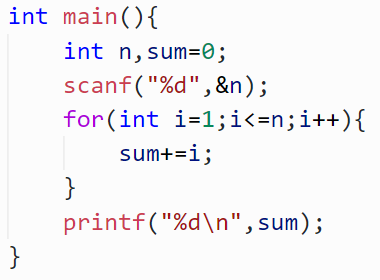 int main(){
    int n,sum=0;
    scanf("%d",&n);
    for(int i=1;i<=n;i++){
        sum+=i;
    }
    printf("%d\n",sum);
}